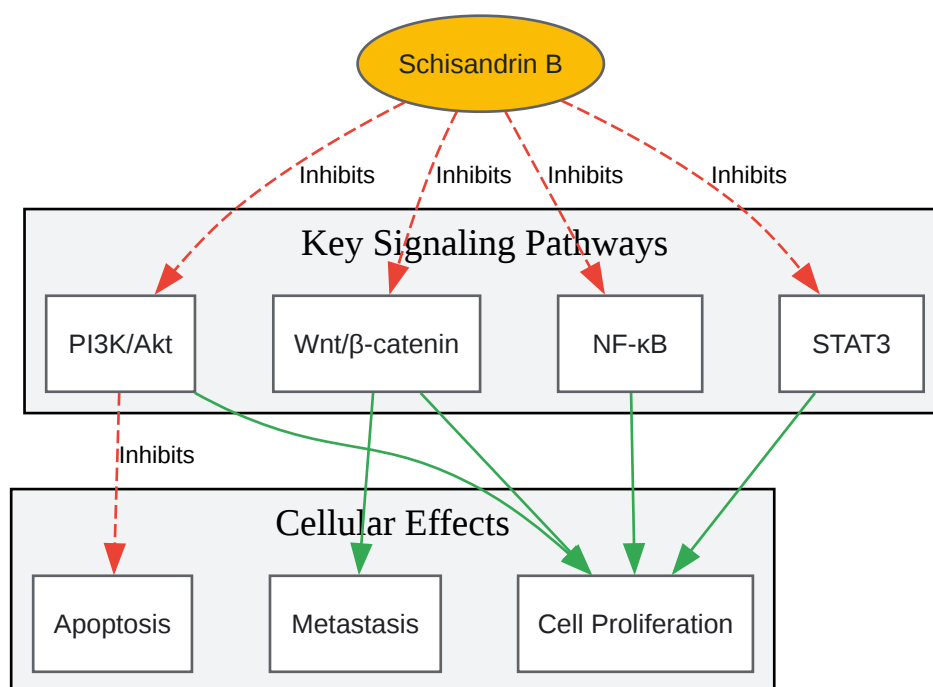 Schisandrin B
Inhibits
Inhibits
Inhibits
Inhibits
Key Signaling Pathways
PI3K/Akt
Wnt/β-catenin
NF-κB
STAT3
Inhibits
Cellular Effects
Apoptosis
Metastasis
Cell Proliferation